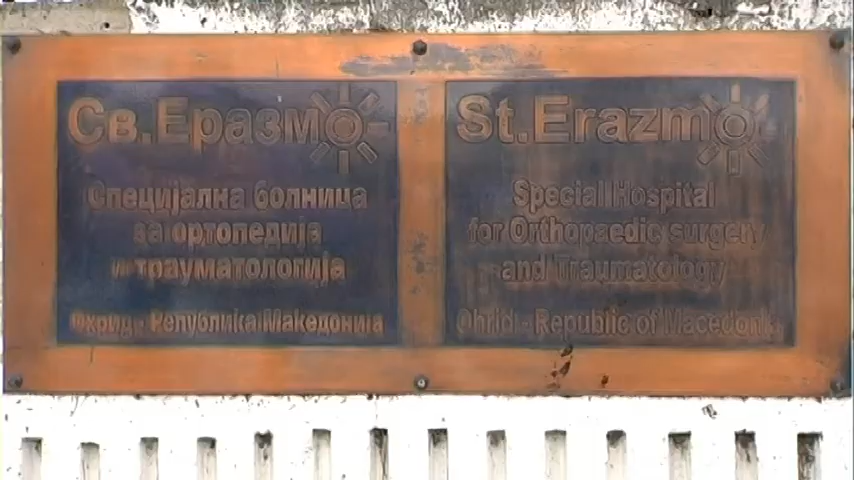 Св.Еразмо
Специјална болница
за ортопедија
и трауматологија
Охрид - Република Македонија
St.Erazmo
Special Hospital
for Orthopaedic surgery
and Traumatology
Ohrid - Republic of Macedonia